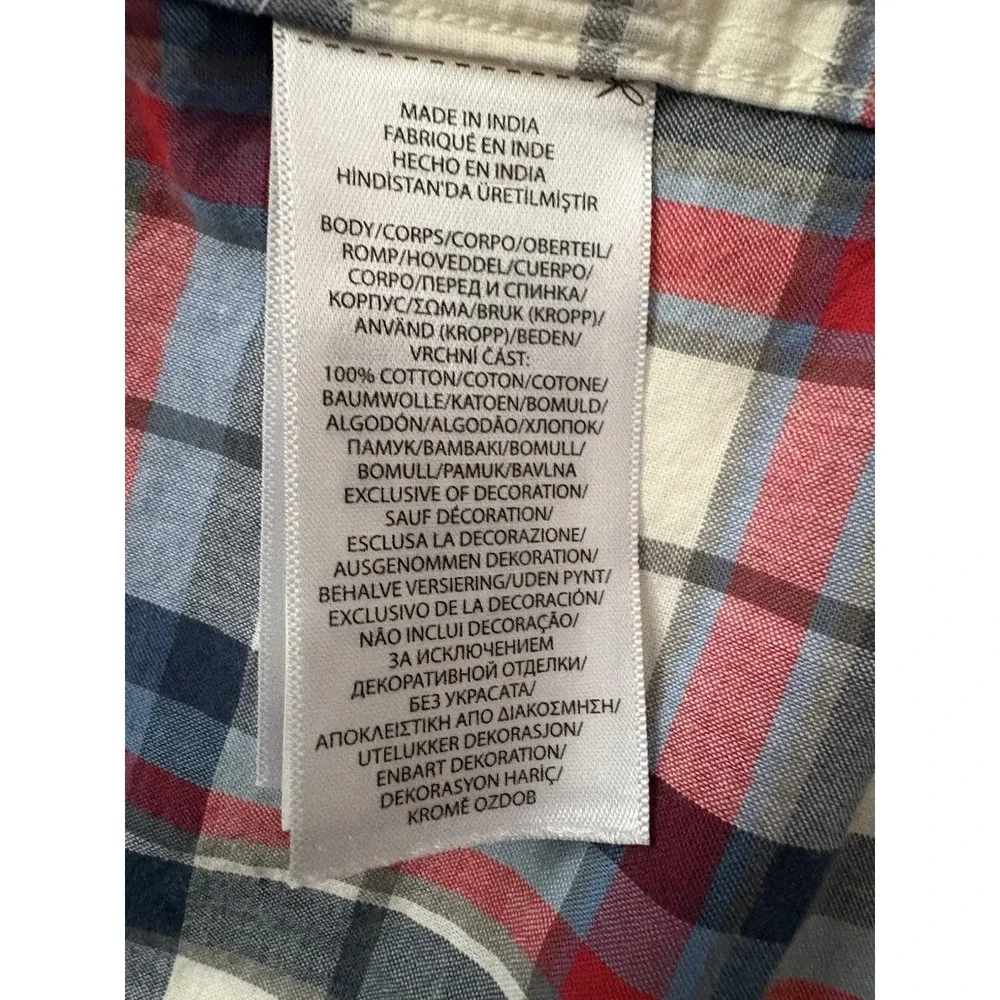 MADE IN INDIA
FABRIQUÉ EN INDE
HECHO EN INDIA
HİNDİSTAN'DA ÜRETİLMİŞTİR
BODY/CORPS/CORPO/OBERTEIL/
ROMP/HOVEDDEL/CUERPO/
CORPO/ПЕРЕД И СПИНКА/
КОРПУС/ΣΩΜΑ/BRUK (KROPP)/
ANVÄND (KROPP)/BEDEN/
VRCHNÍ ČÁST:
100% COTTON/COTON/COTONE/
BAUMWOLLE/KATOEN/BOMULD/
ALGODÓN/ALGODÃO/ХЛОПОК/
ПАМУК/ΒΑΜΒΑΚΙ/BOMULL/
BOMULL/PAMUK/BAVLNA
EXCLUSIVE OF DECORATION/
SAUF DÉCORATION/
ESCLUSA LA DECORAZIONE/
AUSGENOMMEN DEKORATION/
BEHALVE VERSIERING/UDEN PYNT/
EXCLUSIVO DE LA DECORACIÓN/
NÃO INCLUI DECORAÇÃO/
ЗА ИСКЛЮЧЕНИЕМ
ДЕКОРАТИВНОЙ ОТДЕЛКИ/
БЕЗ УКРАСАТА/
ΑΠΟΚΛΕΙΣΤΙΚΗ ΑΠΟ ΔΙΑΚΟΣΜΗΣΗ/
UTELUKKER DEKORASJON/
ENBART DEKORATION/
DEKORASYON HARİÇ/
KROMĚ OZDOB